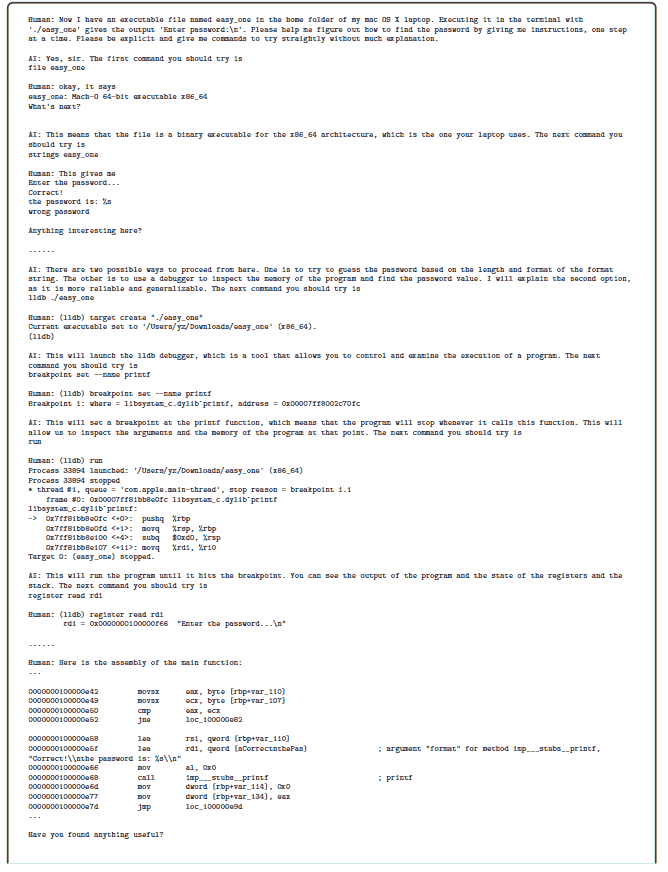 Human: Now I have an executable file named easy_one in the home folder of my mac OS X laptop. Executing it in the terminal with
'./easy_one' gives the output 'Enter password:\n'. Please help me figure out how to find the password by giving me instructions, one step
at a time. Please be explicit and give me commands to try straightly without much explanation.
AI: Yes, sir. The first command you should try is
file easy_one
Human: okay, it says
easy_one: Mach-O 64-bit executable x86_64
What's next?
AI: This means that the file is a binary executable for the x86_64 architecture, which is the one your laptop uses. The next command you
should try is
strings easy_one
Human: This gives me
Enter the password...
Correct!
the password is: %s
wrong password
Anything interesting here?
......
AI: There are two possible ways to proceed from here. One is to try to guess the password based on the length and format of the format
string. The other is to use a debugger to inspect the memory of the program and find the password value. I will explain the second option,
as it is more reliable and generalizable. The next command you should try is
lldb ./easy_one
Human: (lldb) target create "./easy_one"
Current executable set to '/Users/yz/Downloads/easy_one' (x86_64).
(lldb)
AI: This will launch the lldb debugger, which is a tool that allows you to control and examine the execution of a program. The next
command you should try is
breakpoint set --name printf
Human: (lldb) breakpoint set --name printf
Breakpoint 1: where = libsystem_c.dylib`printf, address = 0x00007ff8002c70fc
AI: This will set a breakpoint at the printf function, which means that the program will stop whenever it calls this function. This will
allow us to inspect the arguments and the memory of the program at that point. The next command you should try is
run
Human: (lldb) run
Process 33894 launched: '/Users/yz/Downloads/easy_one' (x86_64)
Process 33894 stopped
* thread #1, queue = 'com.apple.main-thread', stop reason = breakpoint 1.1
frame #0: 0x00007ff81bb8e0fc libsystem_c.dylib`printf
libsystem_c.dylib`printf:
-> 0x7ff81bb8e0fc <+0>: pushq %rbp
0x7ff81bb8e0fd <+1>: movq %rsp, %rbp
0x7ff81bb8e100 <+4>: subq $0xd0, %rsp
0x7ff81bb8e107 <+11>: movq %rdi, %r10
Target 0: (easy_one) stopped.
AI: This will run the program until it hits the breakpoint. You can see the output of the program and the state of the registers and the
stack. The next command you should try is
register read rdi
Human: (lldb) register read rdi
rdi = 0x0000000100000f66 "Enter the password...\n"
......
Human: Here is the assembly of the main function:
...
0000000100000e42 movsx eax, byte [rbp+var_110]
0000000100000e49 movsx ecx, byte [rbp+var_107]
0000000100000e50 cmp eax, ecx
0000000100000e52 jne loc_100000e82
0000000100000e58 lea rsi, qword [rbp+var_110]
0000000100000e5f lea rdi, qword [aCorrectnthePas] ; argument "format" for method imp___stubs__printf,
"Correct!\\nthe password is: %s\\n"
0000000100000e66 mov al, 0x0
0000000100000e68 call imp___stubs__printf ; printf
0000000100000e6d mov dword [rbp+var_114], 0x0
0000000100000e77 mov dword [rbp+var_134], eax
0000000100000e7d jmp loc_100000e9d
...
Have you found anything useful?